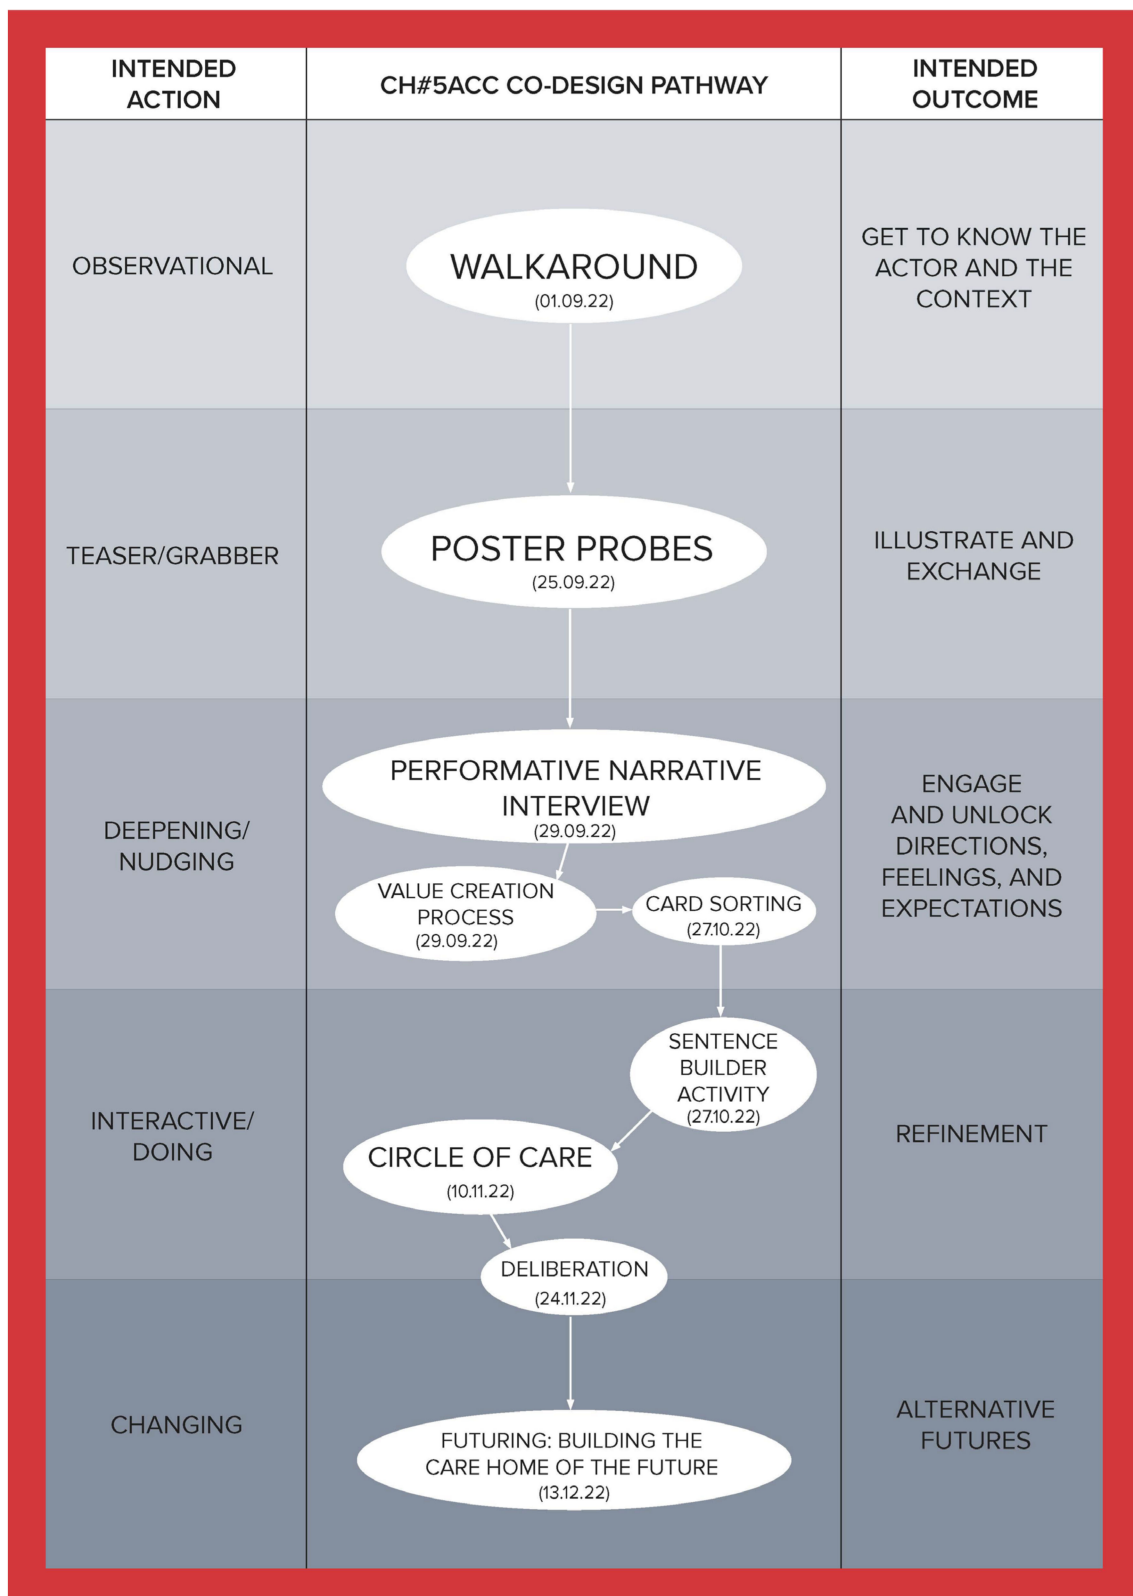 INTENDED
ACTION
CH#5ACC CO-DESIGN PATHWAY
INTENDED
OUTCOME
OBSERVATIONAL
WALKAROUND
(01.09.22)
GET TO KNOW THE
ACTOR AND THE
CONTEXT
TEASER/GRABBER
POSTER PROBES
(25.09.22)
ILLUSTRATE AND
EXCHANGE
DEEPENING/
NUDGING
PERFORMATIVE NARRATIVE
INTERVIEW
(29.09.22)
VALUE CREATION
PROCESS
(29.09.22)
CARD SORTING
(27.10.22)
ENGAGE
AND UNLOCK
DIRECTIONS,
FEELINGS, AND
EXPECTATIONS
INTERACTIVE/
DOING
SENTENCE
BUILDER
ACTIVITY
(27.10.22)
CIRCLE OF CARE
(10.11.22)
DELIBERATION
(24.11.22)
REFINEMENT
CHANGING
FUTURING: BUILDING THE
CARE HOME OF THE FUTURE
(13.12.22)
ALTERNATIVE
FUTURES